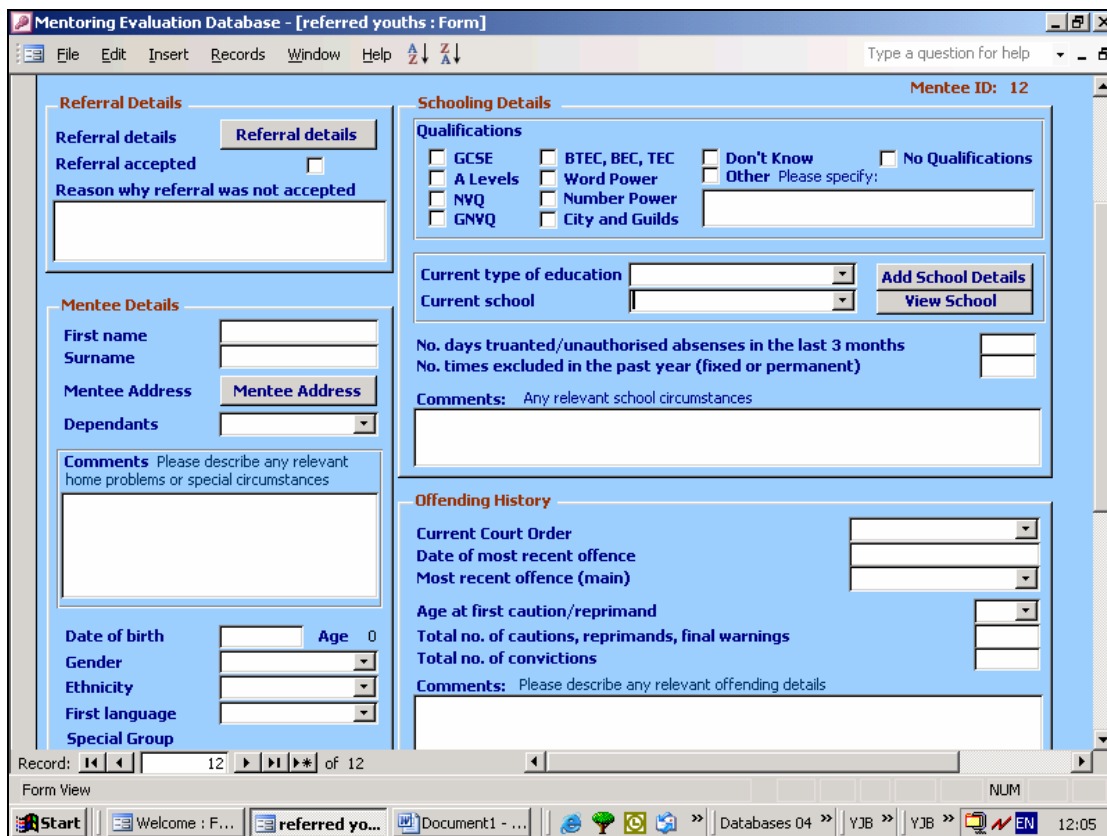 Mentoring Evaluation Database - [referred youths : Form]
File Edit Insert Records Window Help
Type a question for help
Mentee ID: 12
Referral Details
Referral details Referral details
Referral accepted
Reason why referral was not accepted
Mentee Details
First name
Surname
Mentee Address Mentee Address
Dependants
Comments Please describe any relevant
home problems or special circumstances
Date of birth Age 0
Gender
Ethnicity
First language
Special Group
Schooling Details
Qualifications
GCSE BTEC, BEC, TEC Don't Know No Qualifications
A Levels Word Power Other Please specify:
NVQ Number Power
GNVQ City and Guilds
Current type of education Add School Details
Current school View School
No. days truanted/unauthorised absenses in the last 3 months
No. times excluded in the past year (fixed or permanent)
Comments: Any relevant school circumstances
Offending History
Current Court Order
Date of most recent offence
Most recent offence (main)
Age at first caution/reprimand
Total no. of cautions, reprimands, final warnings
Total no. of convictions
Comments: Please describe any relevant offending details
Record: 12 of 12
Form View NUM
Start Welcome : F... referred yo... Document1 - ... Databases 04 YJB YJB EN 12:05